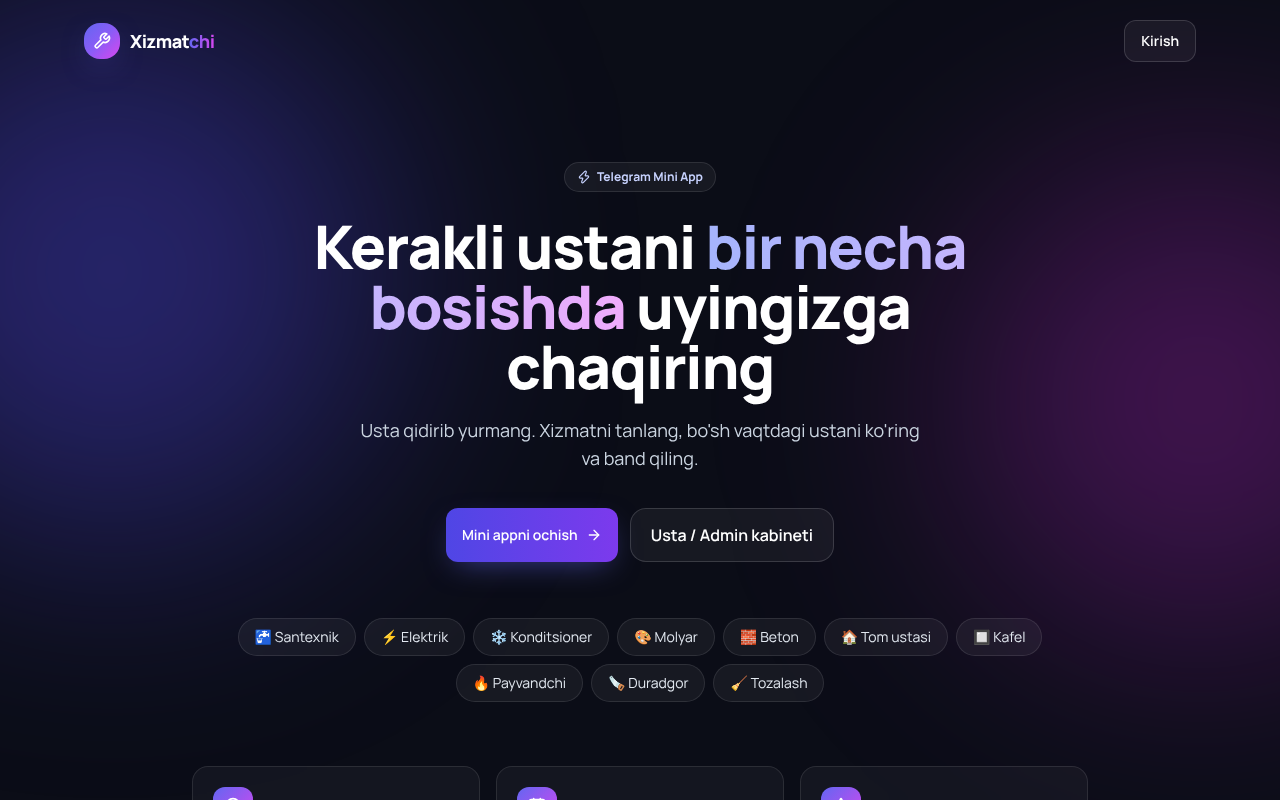 Xizmatchi
Kirish
Telegram Mini App
Kerakli ustani bir necha
bosishda uyingizga
chaqiring
Usta qidirib yurmang. Xizmatni tanlang, bo'sh vaqtdagi ustani ko'ring
va band qiling.
Mini appni ochish →
Usta / Admin kabineti
Santexnik
Elektrik
Konditsioner
Molyar
Beton
Tom ustasi
Kafel
Payvandchi
Duradgor
Tozalash